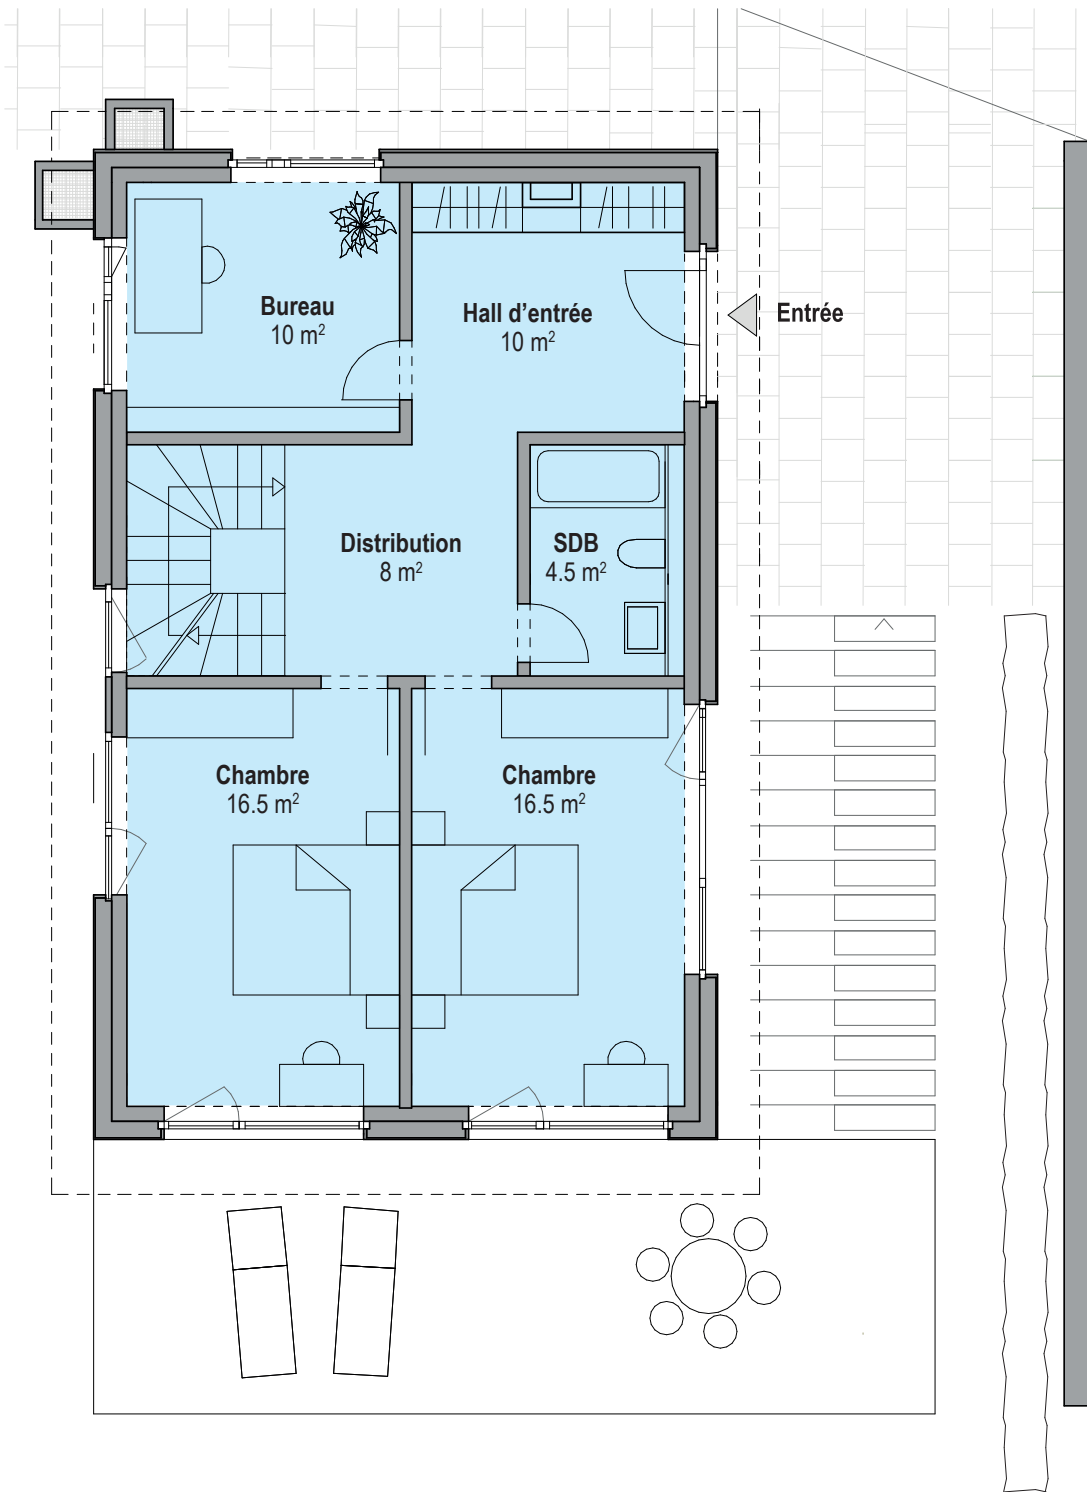 Bureau
10 m²
Hall d'entrée
10 m²
Entrée
Distribution
8 m²
SDB
4.5 m²
Chambre
16.5 m²
Chambre
16.5 m²